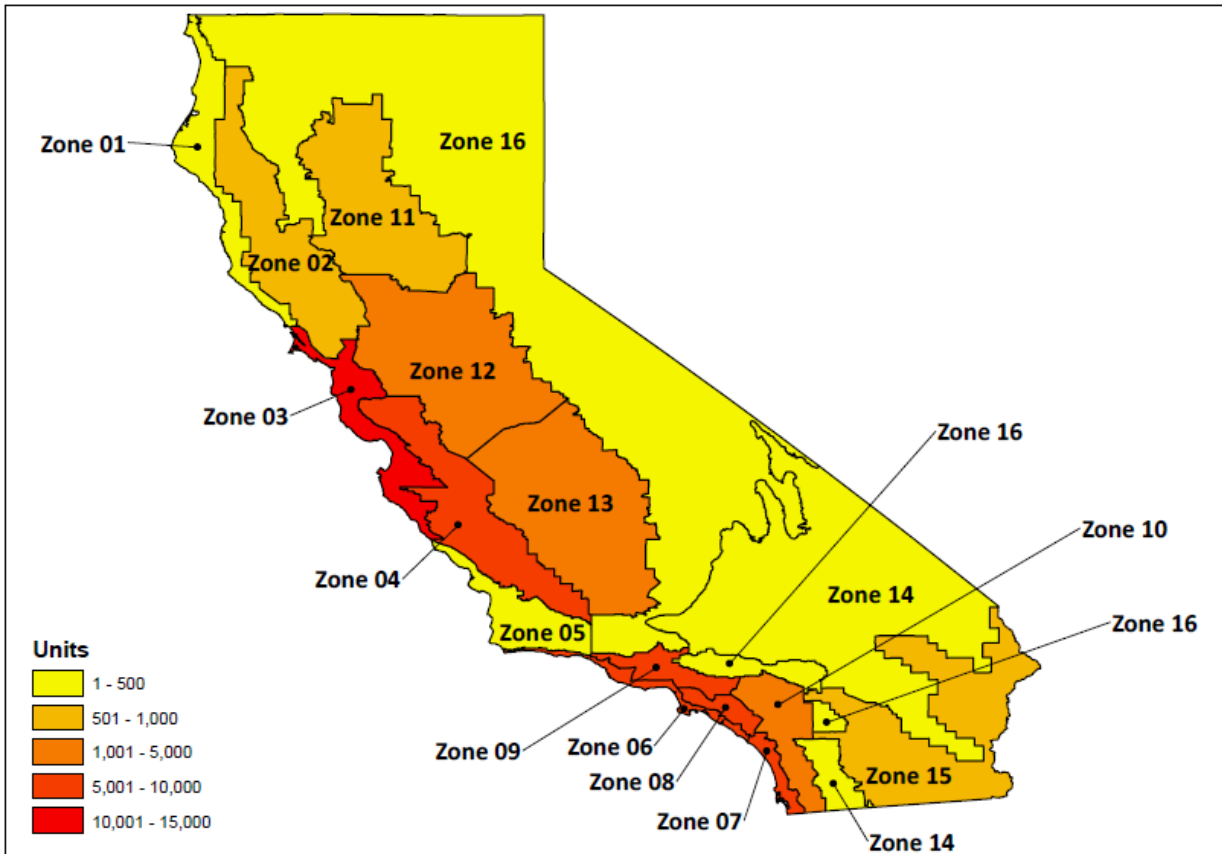 Zone 01
Zone 16
Zone 11
Zone 02
Zone 12
Zone 03
Zone 16
Zone 13
Zone 10
Zone 04
Zone 14
Zone 16
Zone 05
Units
1 - 500
501 - 1,000
1,001 - 5,000
5,001 - 10,000
10,001 - 15,000
Zone 09
Zone 06
Zone 08
Zone 15
Zone 07
Zone 14